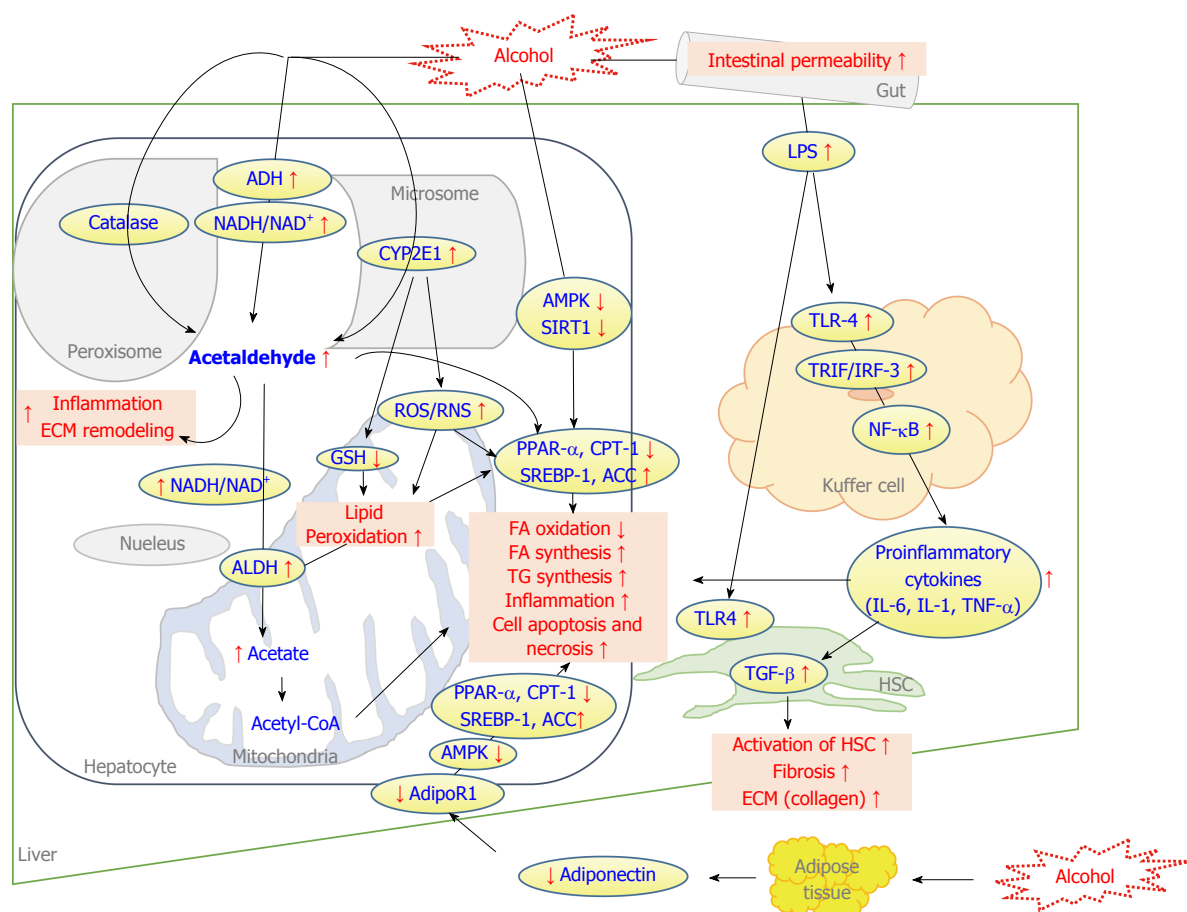 Alcohol
Intestinal permeability ↑
Gut
LPS ↑
ADH ↑
Microsome
Catalase
NADH/NAD⁺ ↑
CYP2E1 ↑
AMPK ↓
SIRT1 ↓
TLR-4 ↑
Peroxisome
Acetaldehyde ↑
TRIF/IRF-3 ↑
↑ Inflammation
ECM remodeling
ROS/RNS ↑
NF-κB ↑
GSH ↓
PPAR-α, CPT-1 ↓
SREBP-1, ACC ↑
↑ NADH/NAD⁺
Kuffer cell
Lipid
Peroxidation ↑
FA oxidation ↓
FA synthesis ↑
TG synthesis ↑
Inflammation ↑
Cell apoptosis and
necrosis ↑
Nueleus
ALDH ↑
Proinflammatory
cytokines
(IL-6, IL-1, TNF-α)
↑
TLR4 ↑
↑ Acetate
TGF-β ↑
HSC
PPAR-α, CPT-1 ↓
SREBP-1, ACC↑
Acetyl-CoA
Mitochondria
AMPK ↓
Hepatocyte
Activation of HSC ↑
Fibrosis ↑
ECM (collagen) ↑
↓ AdipoR1
Liver
↓ Adiponectin
Adipose
tissue
Alcohol